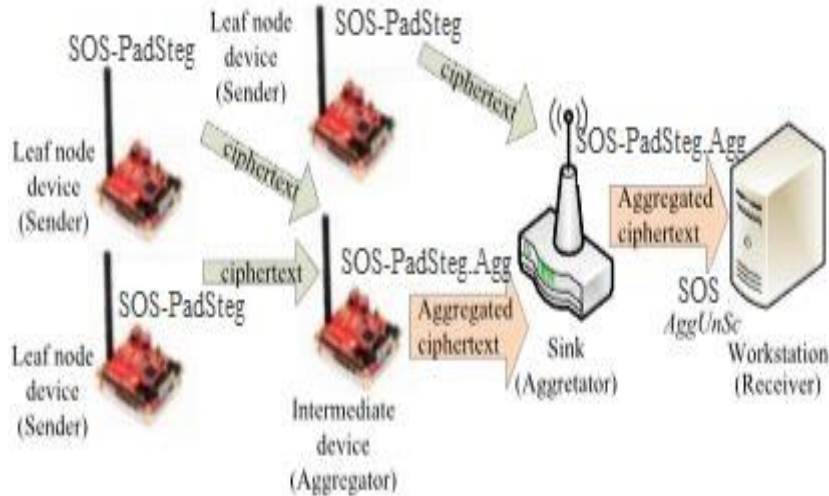 SOS-PadSteg
Leaf node
device
(Sender)
SOS-PadSteg
ciphertext
Leaf node
device
(Sender)
ciphertext
SOS-PadSteg.Agg
Aggregated
ciphertext
ciphertext
SOS-PadSteg.Agg
SOS-PadSteg
Aggregated
ciphertext
SOS
AggUnSc
Leaf node
device
(Sender)
Sink
(Aggretator)
Workstation
(Receiver)
Intermediate
device
(Aggregator)